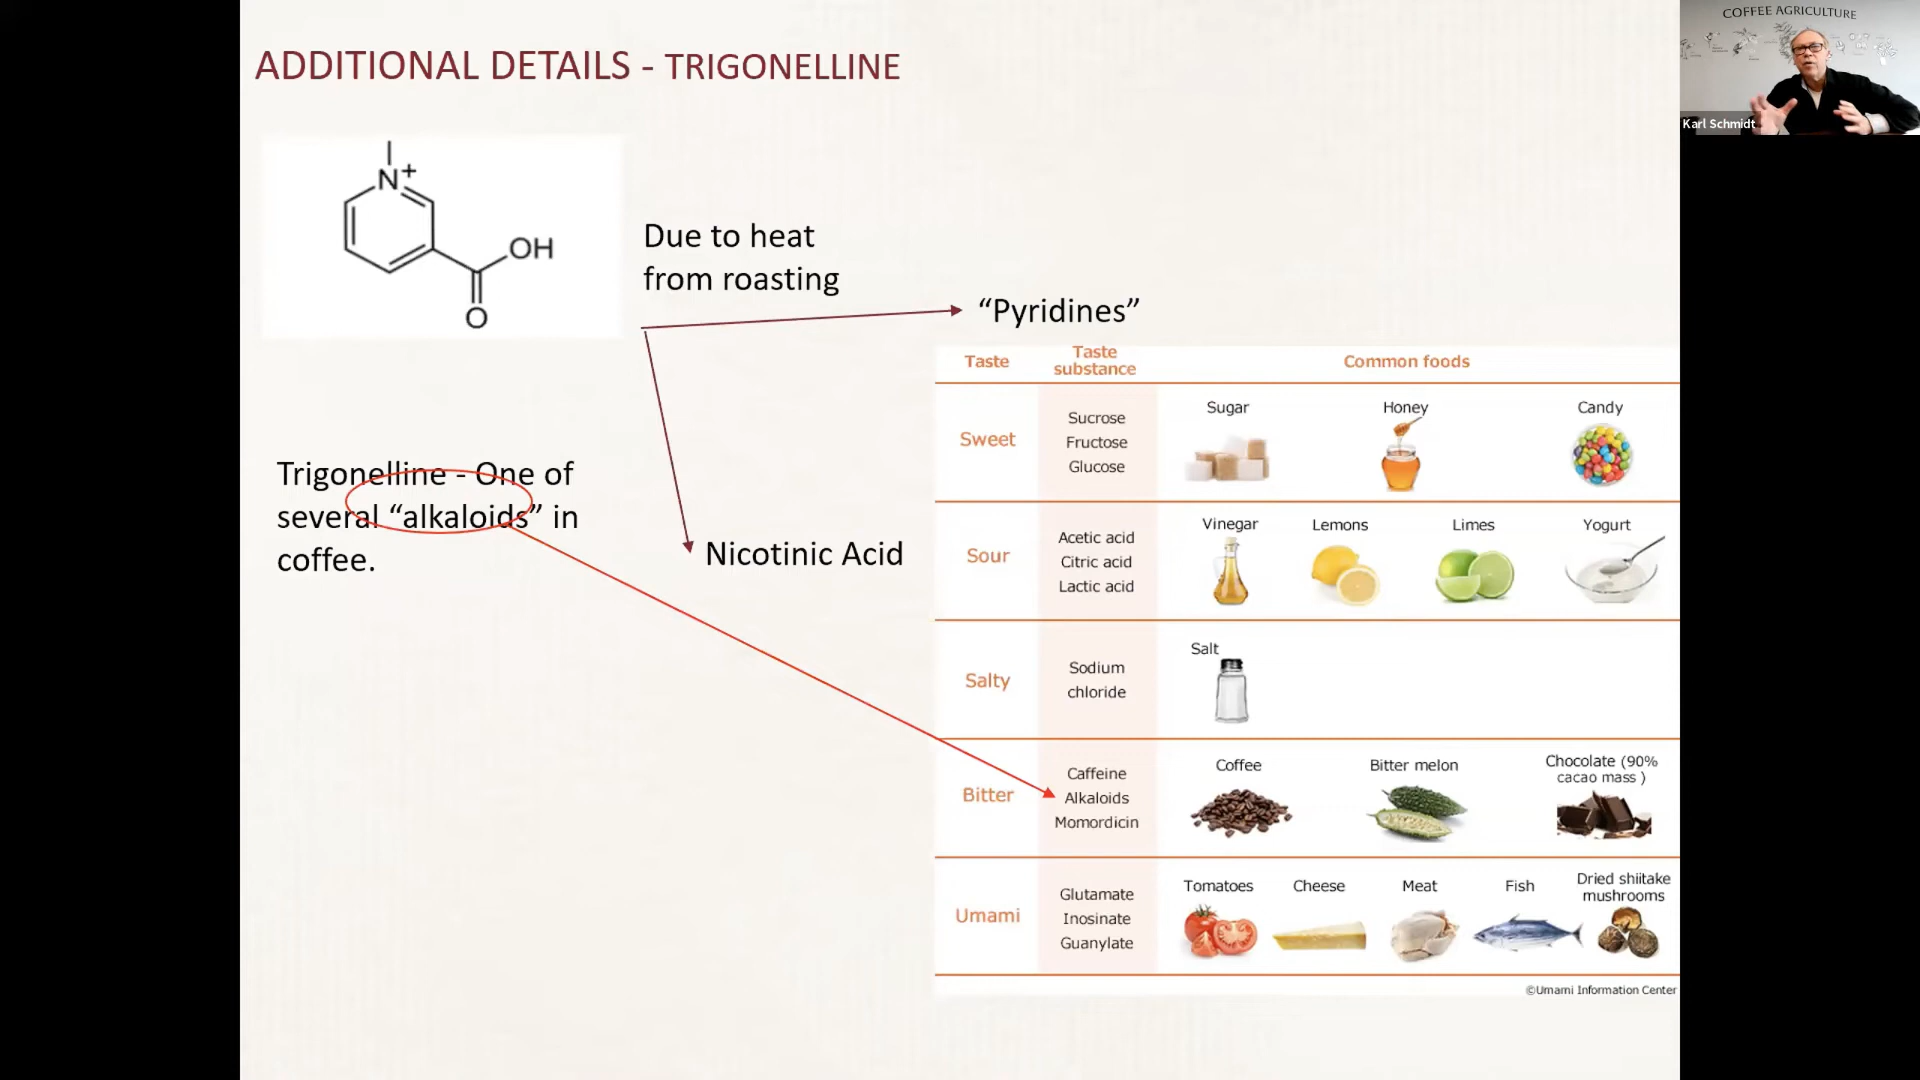 ADDITIONAL DETAILS - TRIGONELLINE
COFFEE AGRICULTURE
Karl Schmidt
N+
OH
O
Due to heat
from roasting
“Pyridines”
Trigonelline - One of
several “alkaloids” in
coffee.
Nicotinic Acid
Taste
Taste
substance
Common foods
Sweet
Sucrose
Fructose
Glucose
Sugar
Honey
Candy
Sour
Acetic acid
Citric acid
Lactic acid
Vinegar
Lemons
Limes
Yogurt
Salty
Sodium
chloride
Salt
Bitter
Caffeine
Alkaloids
Momordicin
Coffee
Bitter melon
Chocolate (90%
cacao mass )
Umami
Glutamate
Inosinate
Guanylate
Tomatoes
Cheese
Meat
Fish
Dried shiitake
mushrooms
©Umami Information Center